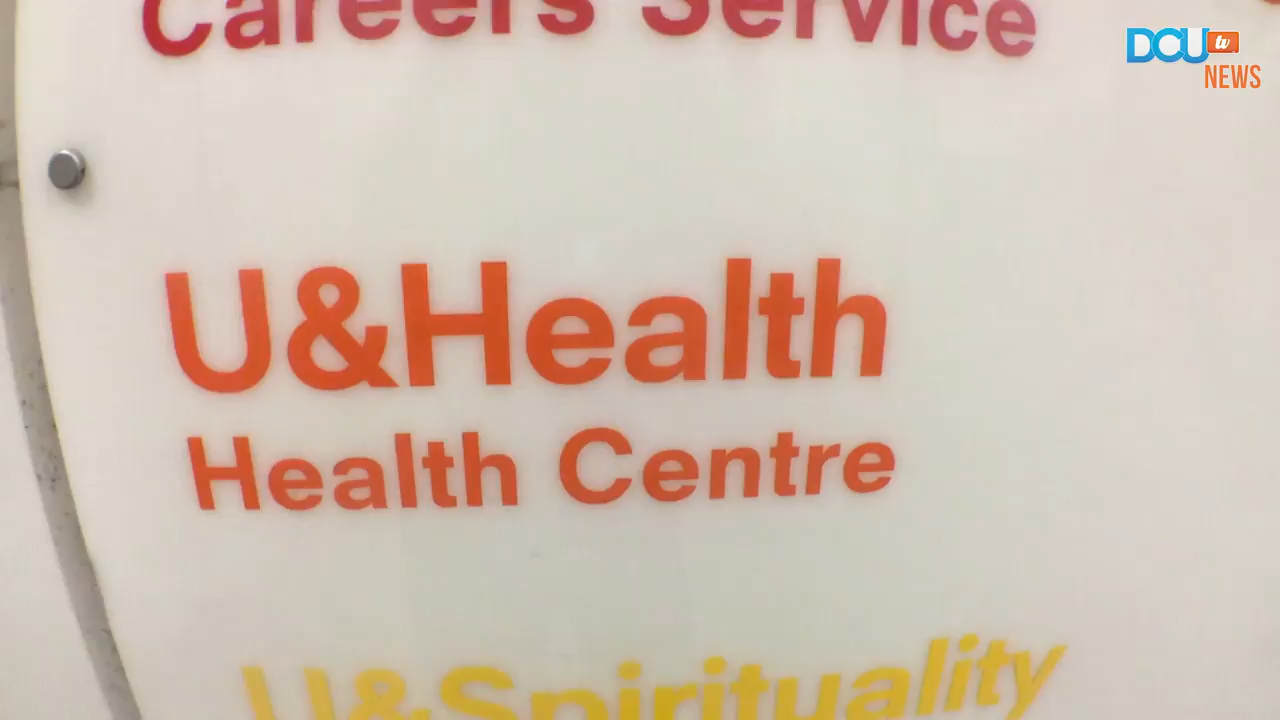 Careers Service
DCU tv
NEWS
U&Health
Health Centre
U&Spirituality